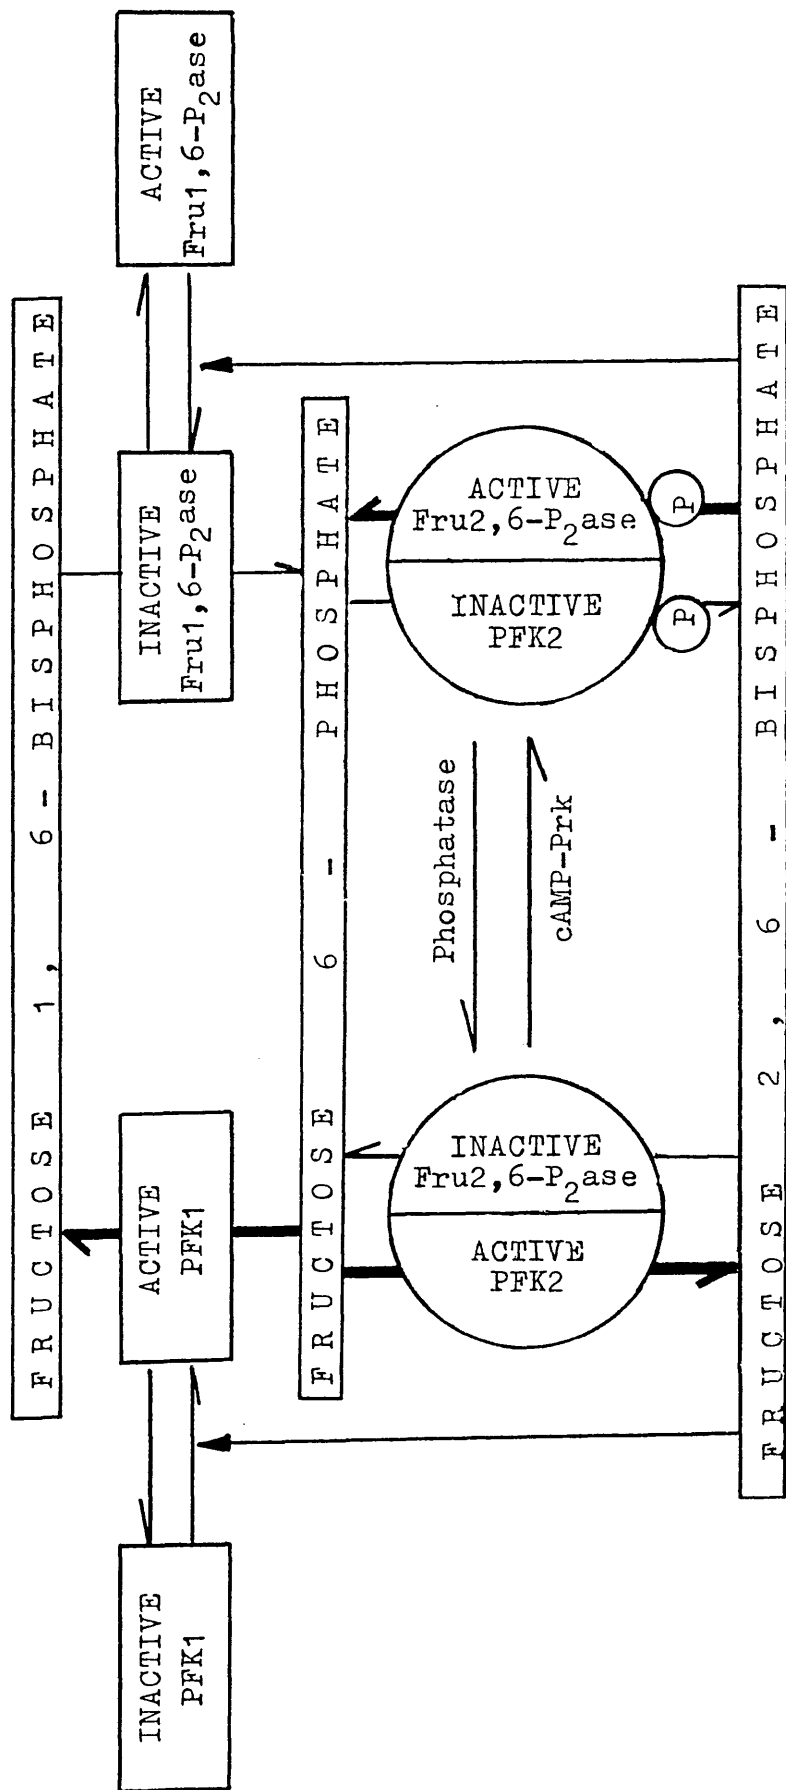 FRUCTOSE 1,6-BISPHOSPHATE
INACTIVE
PFK1
ACTIVE
PFK1
INACTIVE
Fru1,6-P2ase
ACTIVE
Fru1,6-P2ase
FRUCTOSE 6-PHOSPHATE
INACTIVE
Fru2,6-P2ase
ACTIVE
PFK2
Phosphatase
cAMP-Prk
ACTIVE
Fru2,6-P2ase
INACTIVE
PFK2
P
P
FRUCTOSE 2,6-BISPHOSPHATE